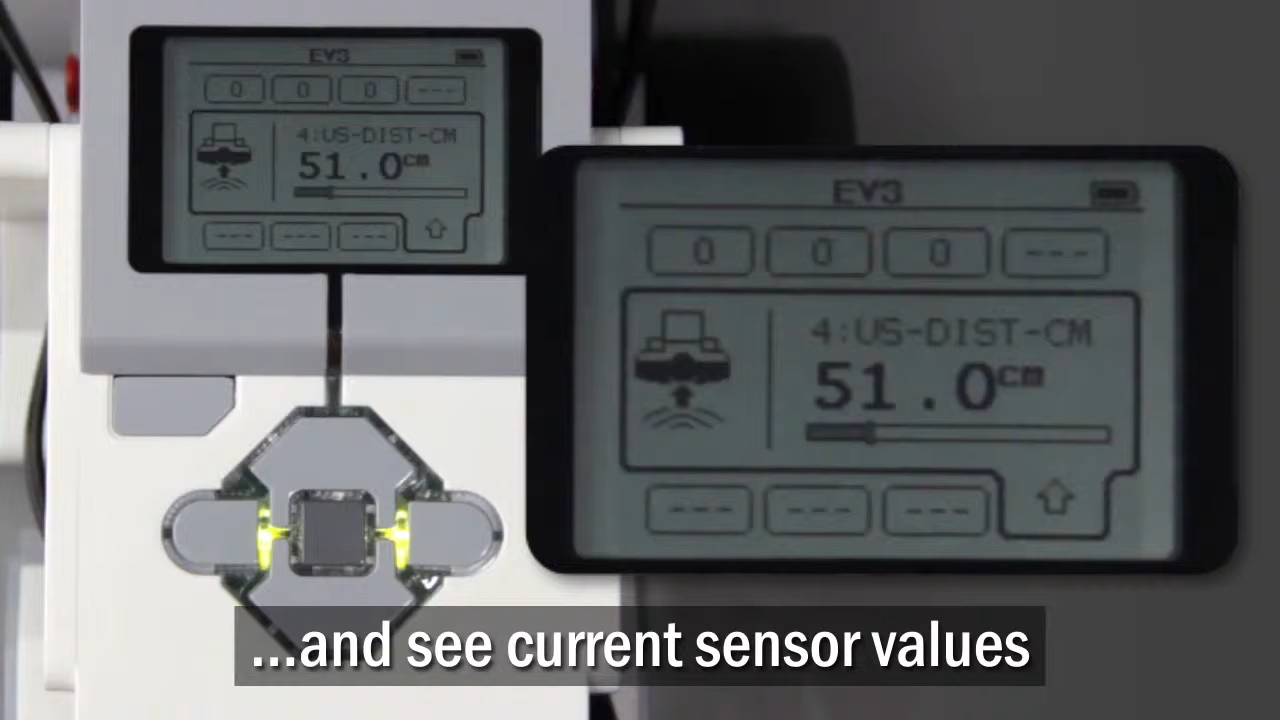 EV3
0 0 0 ---
4:US-DIST-CM
51.0cm
--- --- ---
EV3
0 0 0 ---
4:US-DIST-CM
51.0cm
--- --- ---
...and see current sensor values